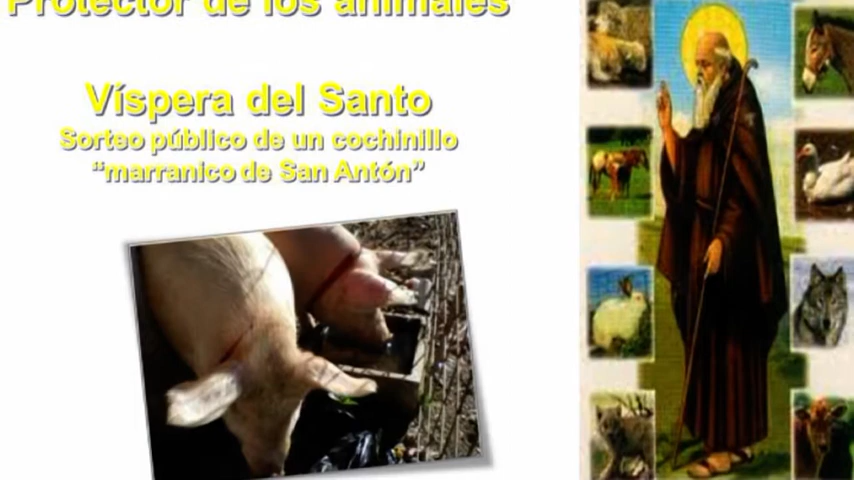 Protector de los animales
Víspera del Santo
Sorteo público de un cochinillo
“marranico de San Antón”